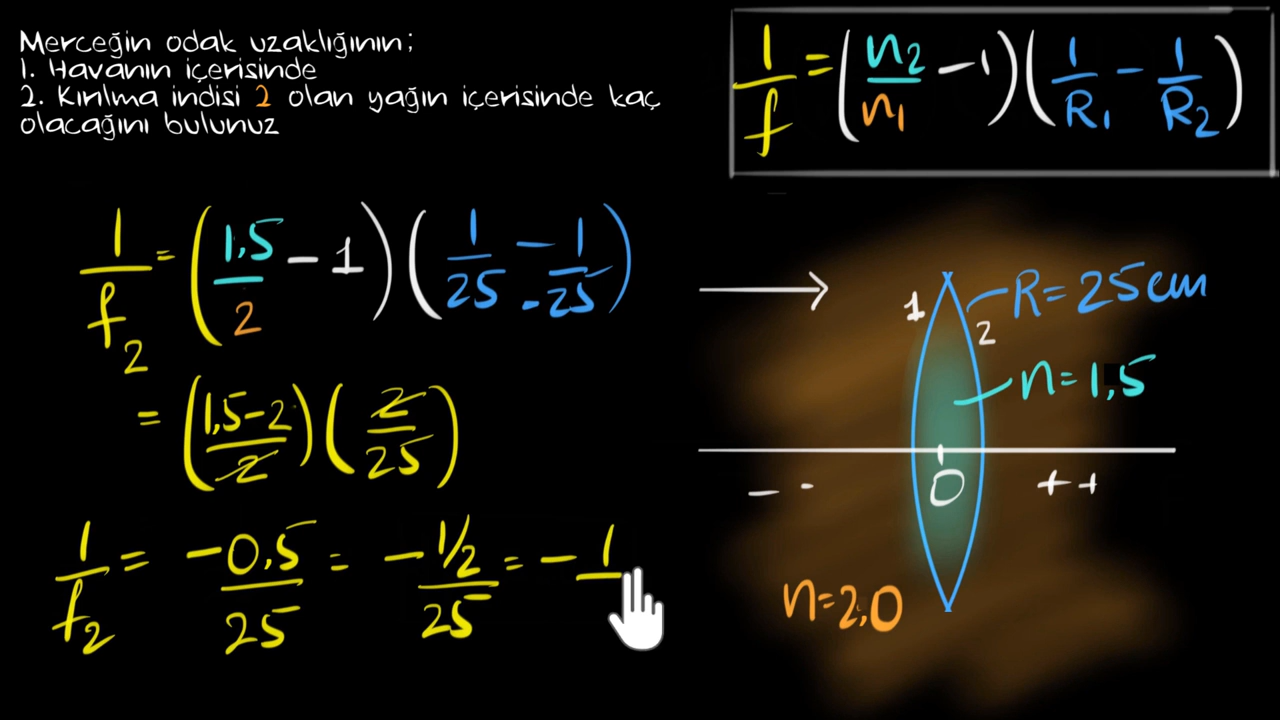 Merceğin odak uzaklığının;
1. Havanın içerisinde
2. Kırılma indisi 2 olan yağın içerisinde kaç
olacağını bulunuz
1/f = (n2/n1 - 1)(1/R1 - 1/R2)
1/f2 = (1,5/2 - 1)(1/25 - 1/-25)
= (1,5-2/2)(2/25)
1/f2 = -0,5/25 = -1/2/25 = -1
1
2
R=25cm
n=1,5
- -
0
++
n=2,0